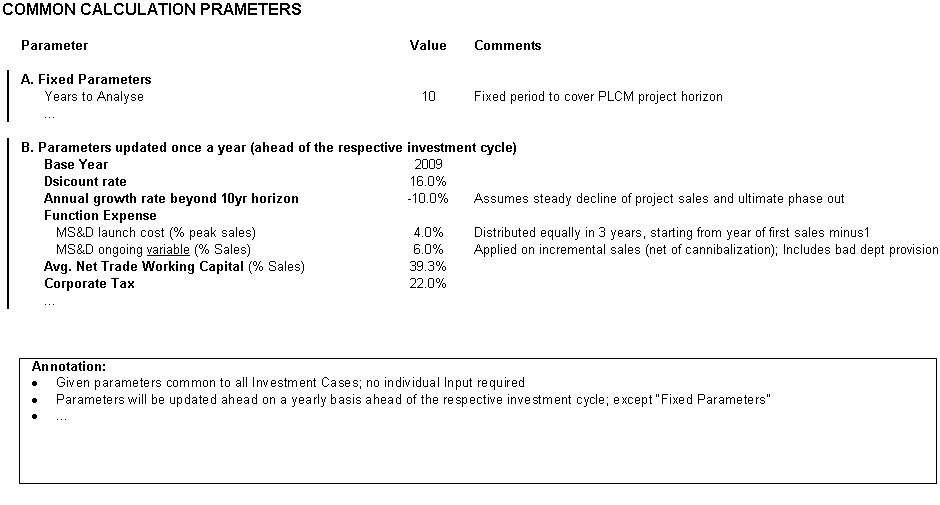 COMMON CALCULATION PRAMETERS
Parameter Value Comments
A. Fixed Parameters
Years to Analyse 10 Fixed period to cover PLCM project horizon
...
B. Parameters updated once a year (ahead of the respective investment cycle)
Base Year 2009
Dsicount rate 16.0%
Annual growth rate beyond 10yr horizon -10.0% Assumes steady decline of project sales and ultimate phase out
Function Expense
MS&D launch cost (% peak sales) 4.0% Distributed equally in 3 years, starting from year of first sales minus1
MS&D ongoing variable (% Sales) 6.0% Applied on incremental sales (net of cannibalization); Includes bad dept provision
Avg. Net Trade Working Capital (% Sales) 39.3%
Corporate Tax 22.0%
...
Annotation:
• Given parameters common to all Investment Cases; no individual Input required
• Parameters will be updated ahead on a yearly basis ahead of the respective investment cycle; except "Fixed Parameters"
• ...